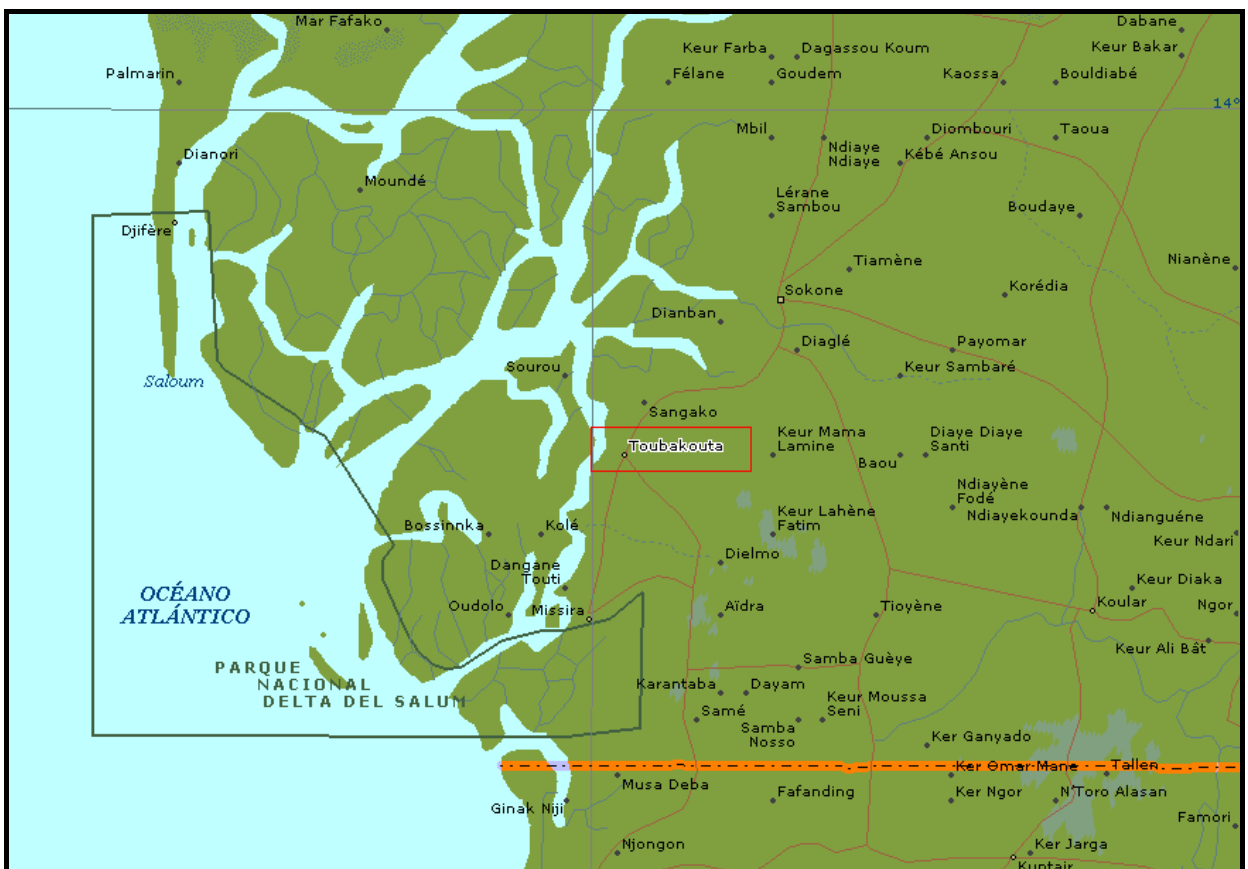 Mar Fafako
Dabane
Keur Farba
Dagassou Koum
Keur Bakar
Palmarin
Félane
Goudem
Kaossa
Bouldiabé
14°
Mbil
Ndiaye
Ndiaye
Diombouri
Taoua
Dianori
Kébé Ansou
Moundé
Lérane
Sambou
Boudaye
Djifère
Tiamène
Nianène
Sokone
Korédia
Dianban
Diaglé
Payomar
Saloum
Sourou
Keur Sambaré
Sangako
Toubakouta
Keur Mama
Lamine
Diaye Diaye
Santi
Baou
Ndiayène
Fodé
Keur Lahène
Fatim
Ndiayekounda
Ndianguéne
Bossinnka
Kolé
Keur Ndari
Dielmo
Dangane
Touti
Keur Diaka
OCÉANO
ATLÁNTICO
Oudolo
Missira
Aïdra
Tioyène
Koular
Ngor
Keur Ali Bât
PARQUE
NACIONAL
DELTA DEL SALUM
Samba Guèye
Karantaba
Dayam
Keur Moussa
Seni
Samé
Samba
Nosso
Ker Ganyado
Ker Omar Mane
Tallen
Musa Deba
Fafanding
Ker Ngor
N'Toro Alasan
Ginak Niji
Famori
Njongon
Ker Jarga
Kuntair